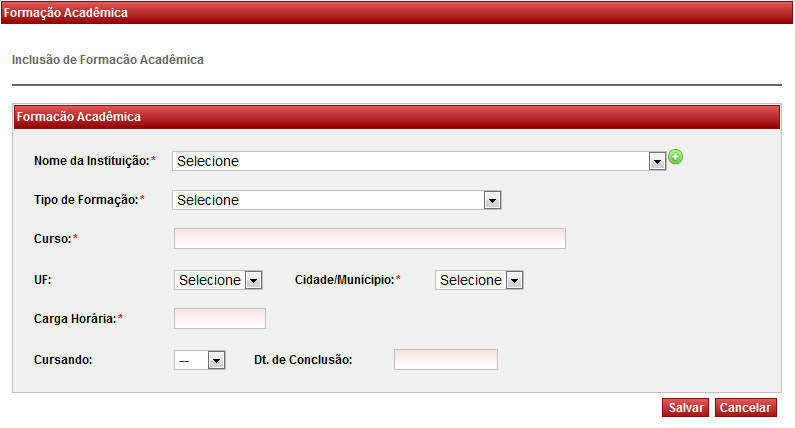 Formação Acadêmica
Inclusão de Formacão Acadêmica
Formacão Acadêmica
Nome da Instituição:* Selecione
Tipo de Formação:* Selecione
Curso:*
UF: Selecione Cidade/Municipio:* Selecione
Carga Horária:*
Cursando: -- Dt. de Conclusão:
Salvar Cancelar